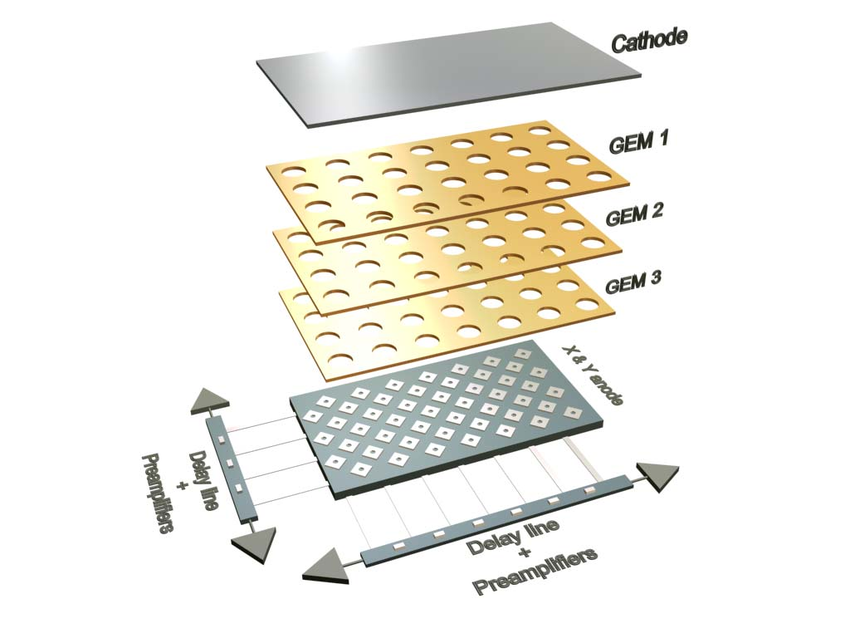 Cathode
GEM 1
GEM 2
GEM 3
X & Y anode
Delay line
+
Preamplifiers
Delay line
+
Preamplifiers